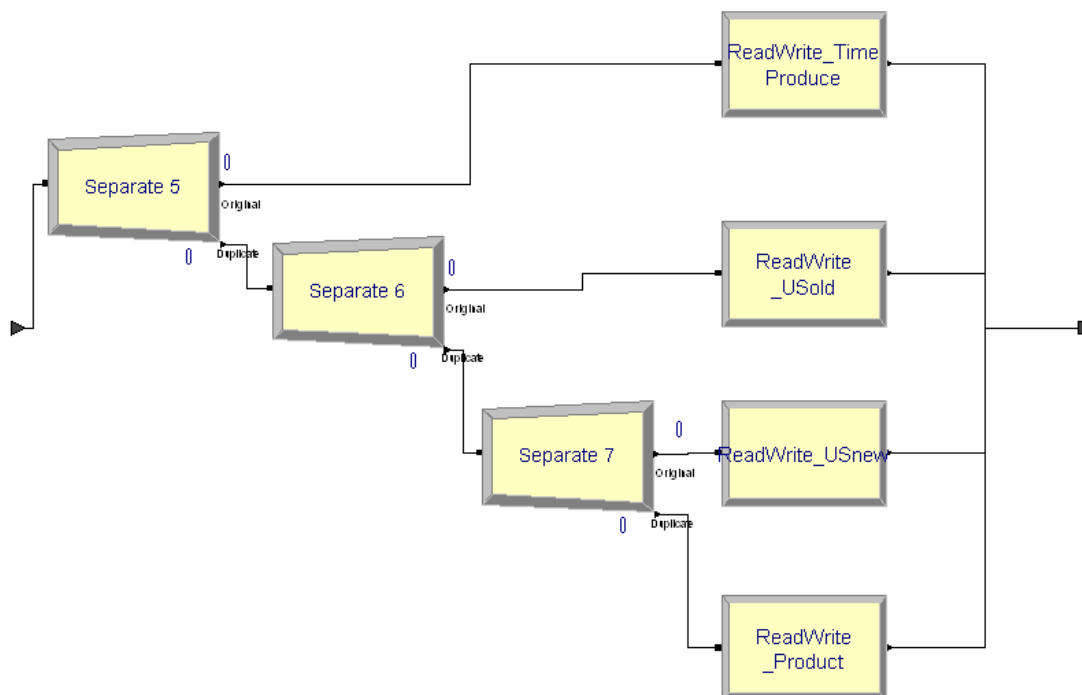 ReadWrite_Time
Produce
Separate 5
0
Original
0
Duplicate
Separate 6
0
Original
0
Duplicate
ReadWrite
_USold
Separate 7
0
Original
0
Duplicate
ReadWrite_USnew
ReadWrite
_Product